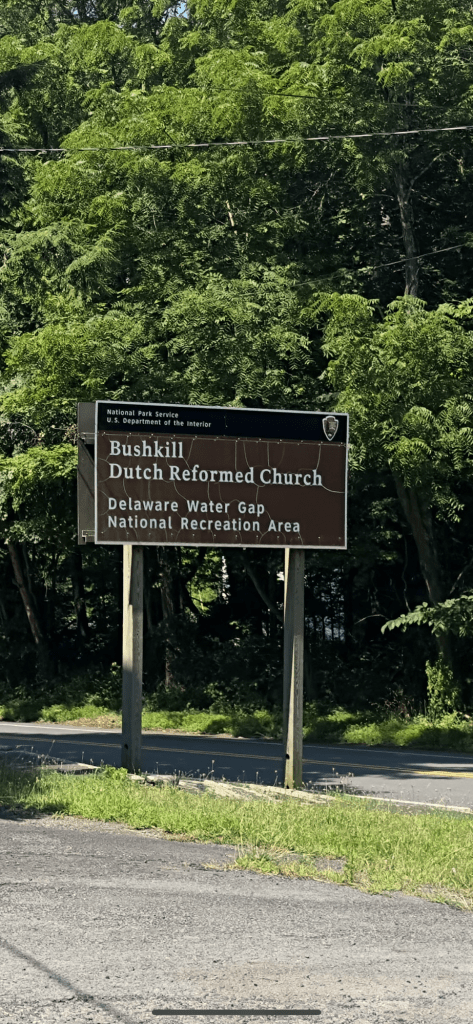 National Park Service
U.S. Department of the Interior
Bushkill
Dutch Reformed Church
Delaware Water Gap
National Recreation Area